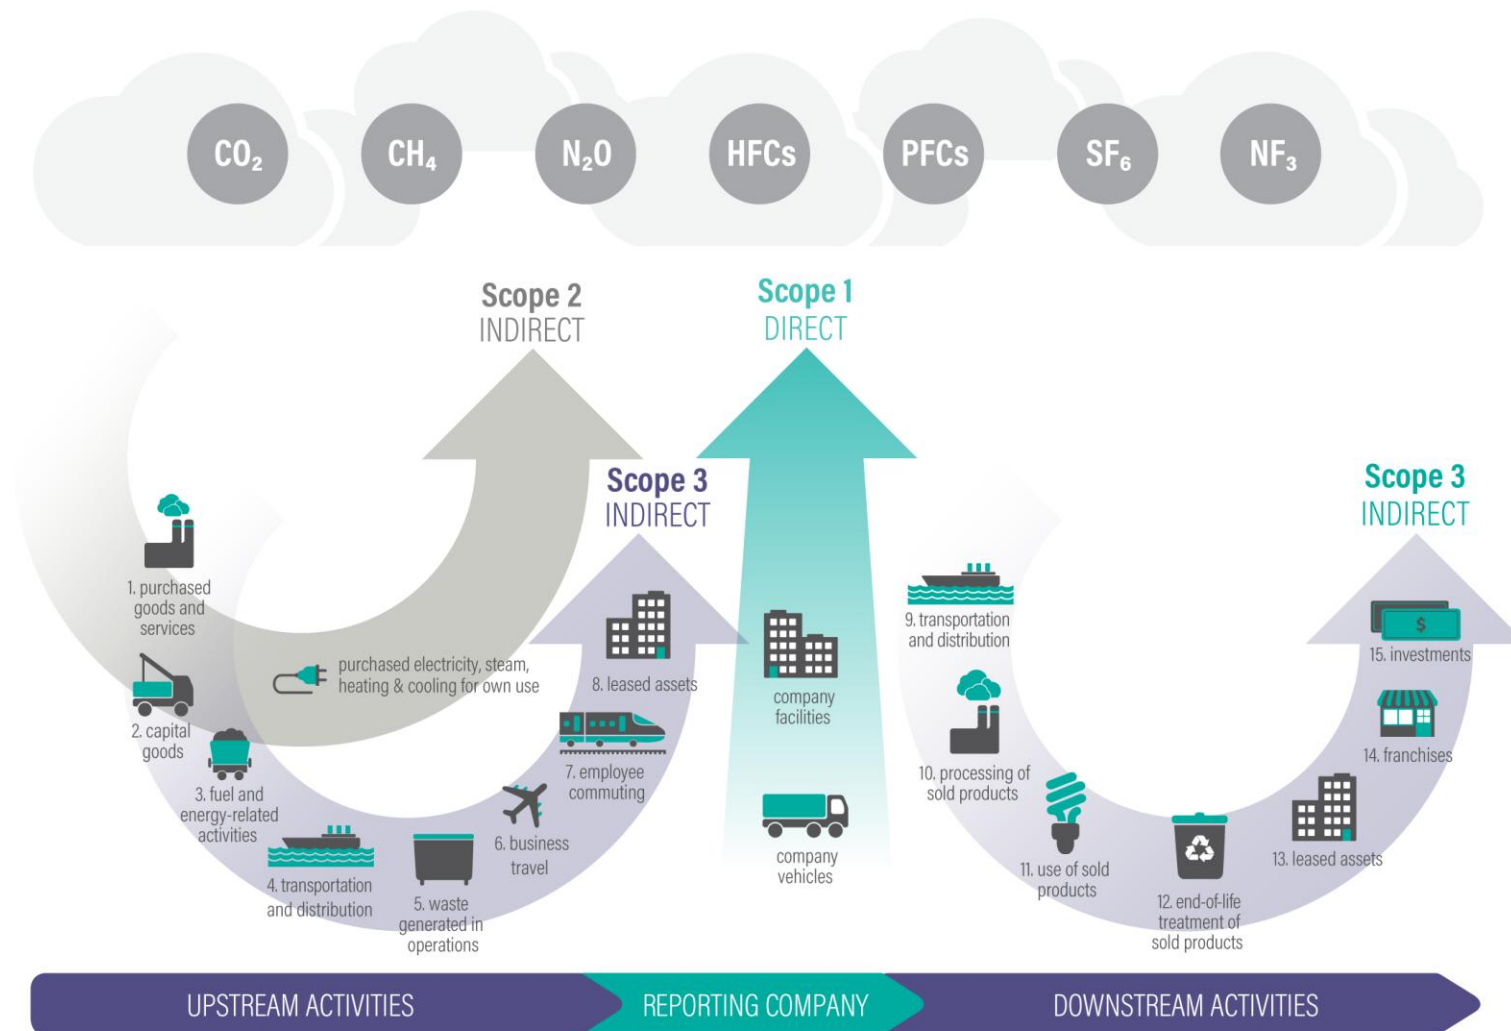 CO₂
CH₄
N₂O
HFCs
PFCs
SF₆
NF₃
Scope 2
INDIRECT
Scope 1
DIRECT
Scope 3
INDIRECT
Scope 3
INDIRECT
1. purchased
goods and
services
2. capital
goods
3. fuel and
energy-related
activities
4. transportation
and distribution
5. waste
generated in
operations
6. business
travel
7. employee
commuting
8. leased assets
purchased electricity, steam,
heating & cooling for own use
company
facilities
company
vehicles
9. transportation
and distribution
10. processing of
sold products
11. use of sold
products
12. end-of-life
treatment of
sold products
13. leased assets
14. franchises
$
15. investments
UPSTREAM ACTIVITIES
REPORTING COMPANY
DOWNSTREAM ACTIVITIES